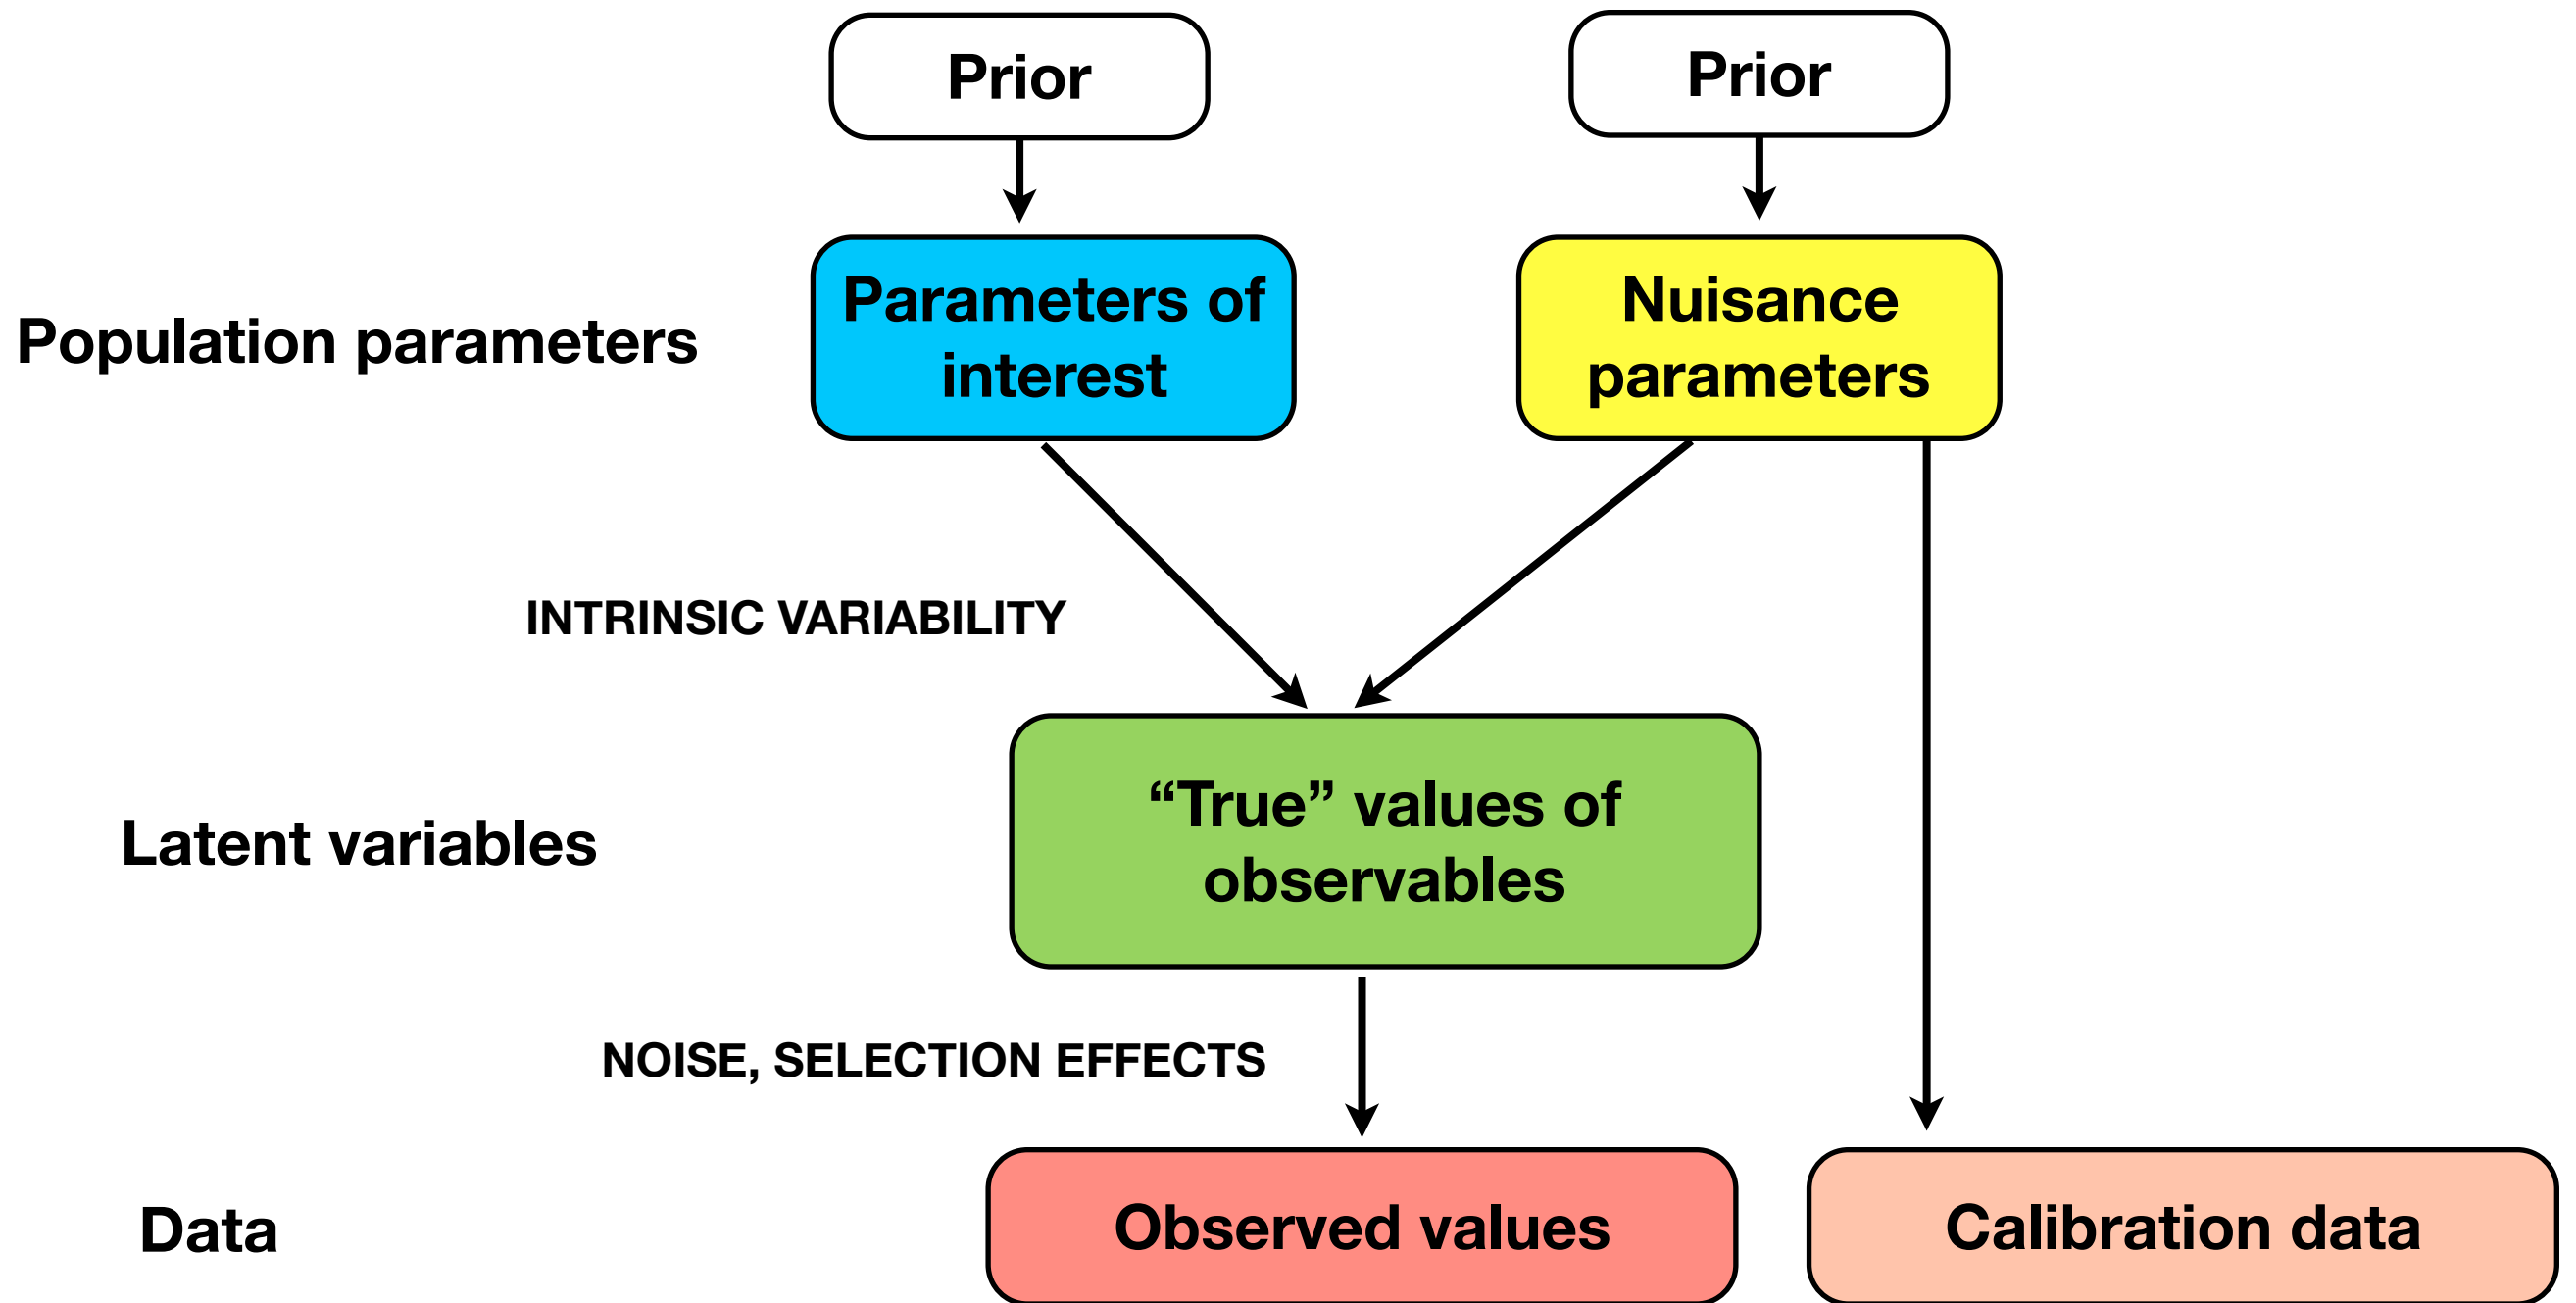 Prior
Prior
Population parameters
Parameters of
interest
Nuisance
parameters
INTRINSIC VARIABILITY
Latent variables
“True” values of
observables
NOISE, SELECTION EFFECTS
Data
Observed values
Calibration data